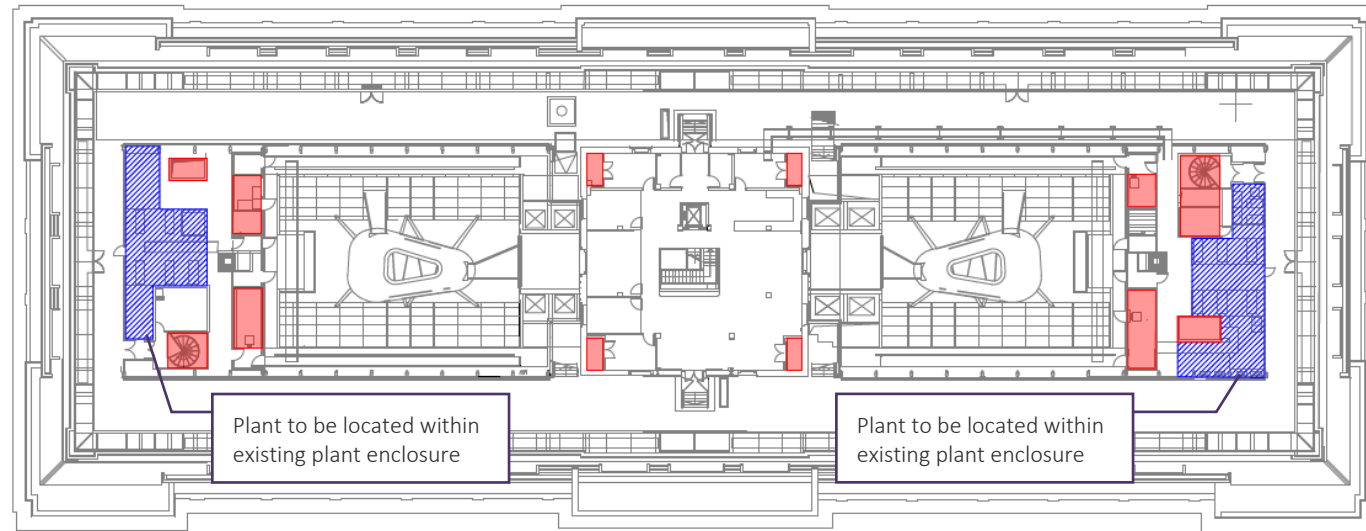 Plant to be located within
existing plant enclosure
Plant to be located within
existing plant enclosure